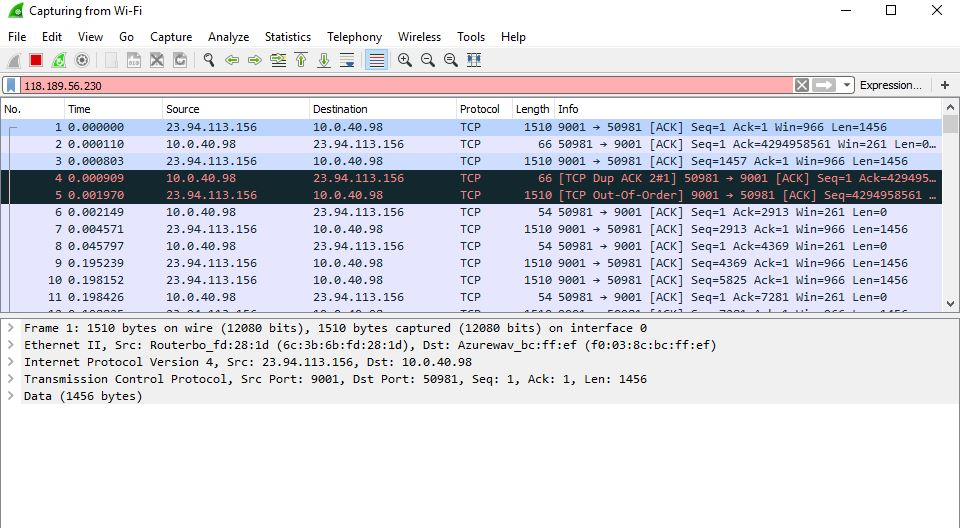 Capturing from Wi-Fi
File Edit View Go Capture Analyze Statistics Telephony Wireless Tools Help
118.189.56.230 Expression... +
No. Time Source Destination Protocol Length Info
1 0.000000 23.94.113.156 10.0.40.98 TCP 1510 9001 → 50981 [ACK] Seq=1 Ack=1 Win=966 Len=1456
2 0.000110 10.0.40.98 23.94.113.156 TCP 66 50981 → 9001 [ACK] Seq=1 Ack=4294958561 Win=261 Len=0…
3 0.000803 23.94.113.156 10.0.40.98 TCP 1510 9001 → 50981 [ACK] Seq=1457 Ack=1 Win=966 Len=1456
4 0.000909 10.0.40.98 23.94.113.156 TCP 66 [TCP Dup ACK 2#1] 50981 → 9001 [ACK] Seq=1 Ack=429495…
5 0.001970 23.94.113.156 10.0.40.98 TCP 1510 [TCP Out-Of-Order] 9001 → 50981 [ACK] Seq=4294958561 …
6 0.002149 10.0.40.98 23.94.113.156 TCP 54 50981 → 9001 [ACK] Seq=1 Ack=2913 Win=261 Len=0
7 0.004571 23.94.113.156 10.0.40.98 TCP 1510 9001 → 50981 [ACK] Seq=2913 Ack=1 Win=966 Len=1456
8 0.045797 10.0.40.98 23.94.113.156 TCP 54 50981 → 9001 [ACK] Seq=1 Ack=4369 Win=261 Len=0
9 0.195239 23.94.113.156 10.0.40.98 TCP 1510 9001 → 50981 [ACK] Seq=4369 Ack=1 Win=966 Len=1456
10 0.198152 23.94.113.156 10.0.40.98 TCP 1510 9001 → 50981 [ACK] Seq=5825 Ack=1 Win=966 Len=1456
11 0.198426 10.0.40.98 23.94.113.156 TCP 54 50981 → 9001 [ACK] Seq=1 Ack=7281 Win=261 Len=0
Frame 1: 1510 bytes on wire (12080 bits), 1510 bytes captured (12080 bits) on interface 0
Ethernet II, Src: Routerbo_fd:28:1d (6c:3b:6b:fd:28:1d), Dst: Azurewav_bc:ff:ef (f0:03:8c:bc:ff:ef)
Internet Protocol Version 4, Src: 23.94.113.156, Dst: 10.0.40.98
Transmission Control Protocol, Src Port: 9001, Dst Port: 50981, Seq: 1, Ack: 1, Len: 1456
Data (1456 bytes)